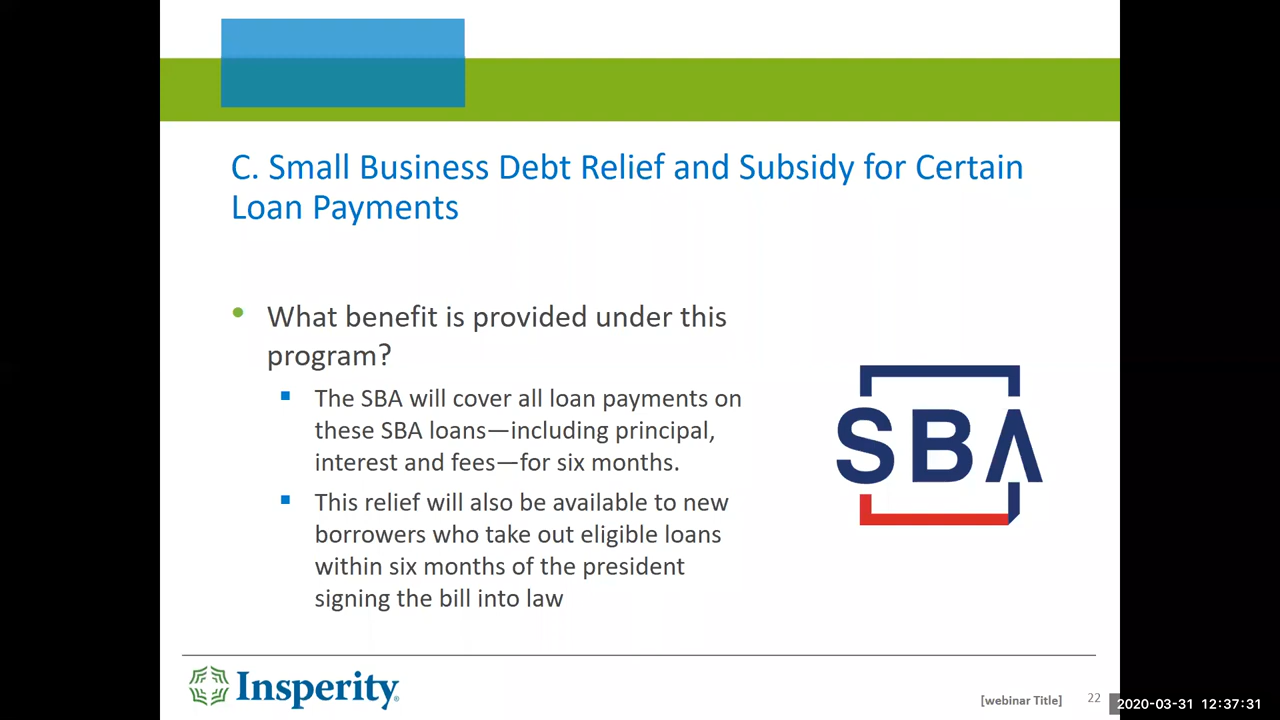 C. Small Business Debt Relief and Subsidy for Certain
Loan Payments
• What benefit is provided under this
program?
▪ The SBA will cover all loan payments on
these SBA loans—including principal,
interest and fees—for six months.
▪ This relief will also be available to new
borrowers who take out eligible loans
within six months of the president
signing the bill into law
SBA
Insperity.
[webinar Title]
22
2020-03-31 12:37:31